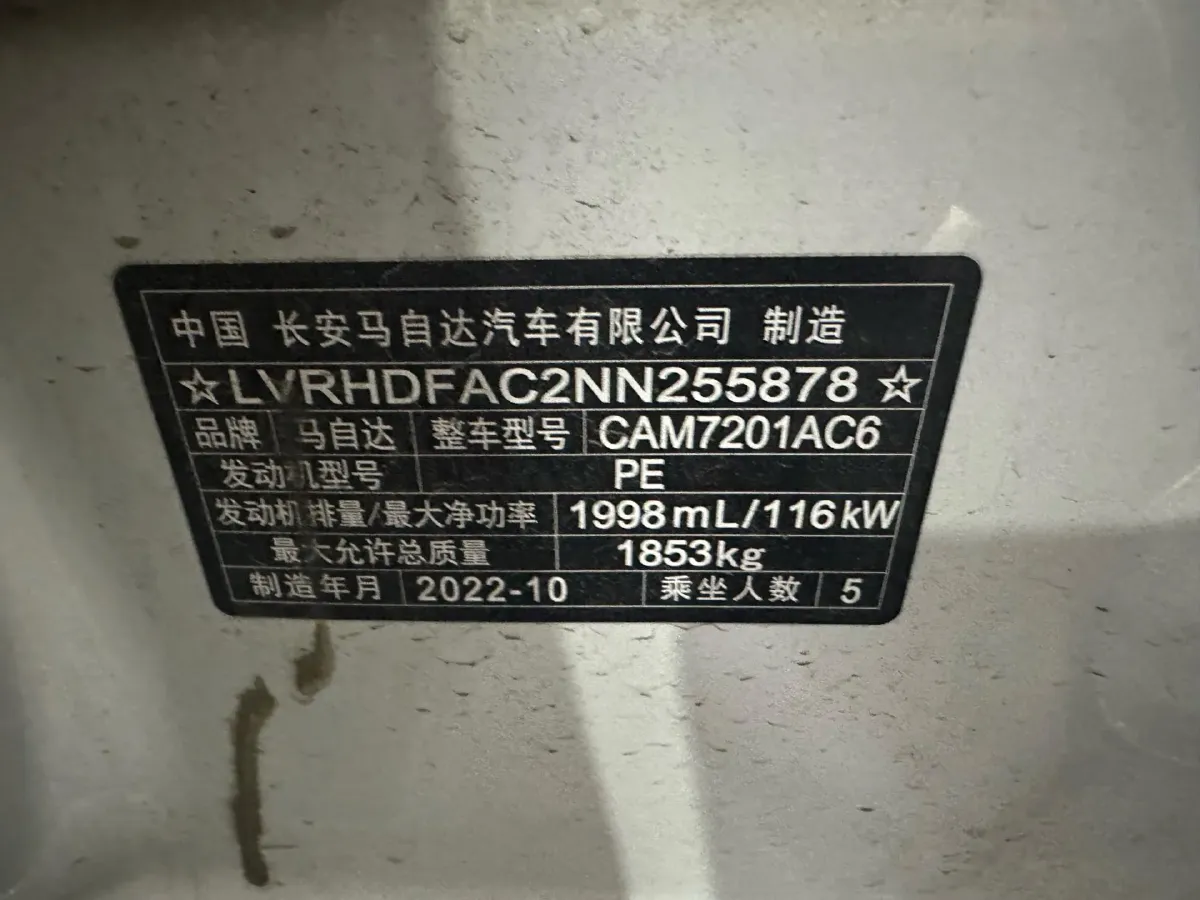 中国 长安马自达汽车有限公司 制造
☆LVRHDFAC2NN255878☆
品牌 马自达 整车型号 CAM7201AC6
发动机型号 PE
发动机排量/最大净功率 1998mL/116kW
最大允许总质量 1853kg
制造年月 2022-10 乘坐人数 5